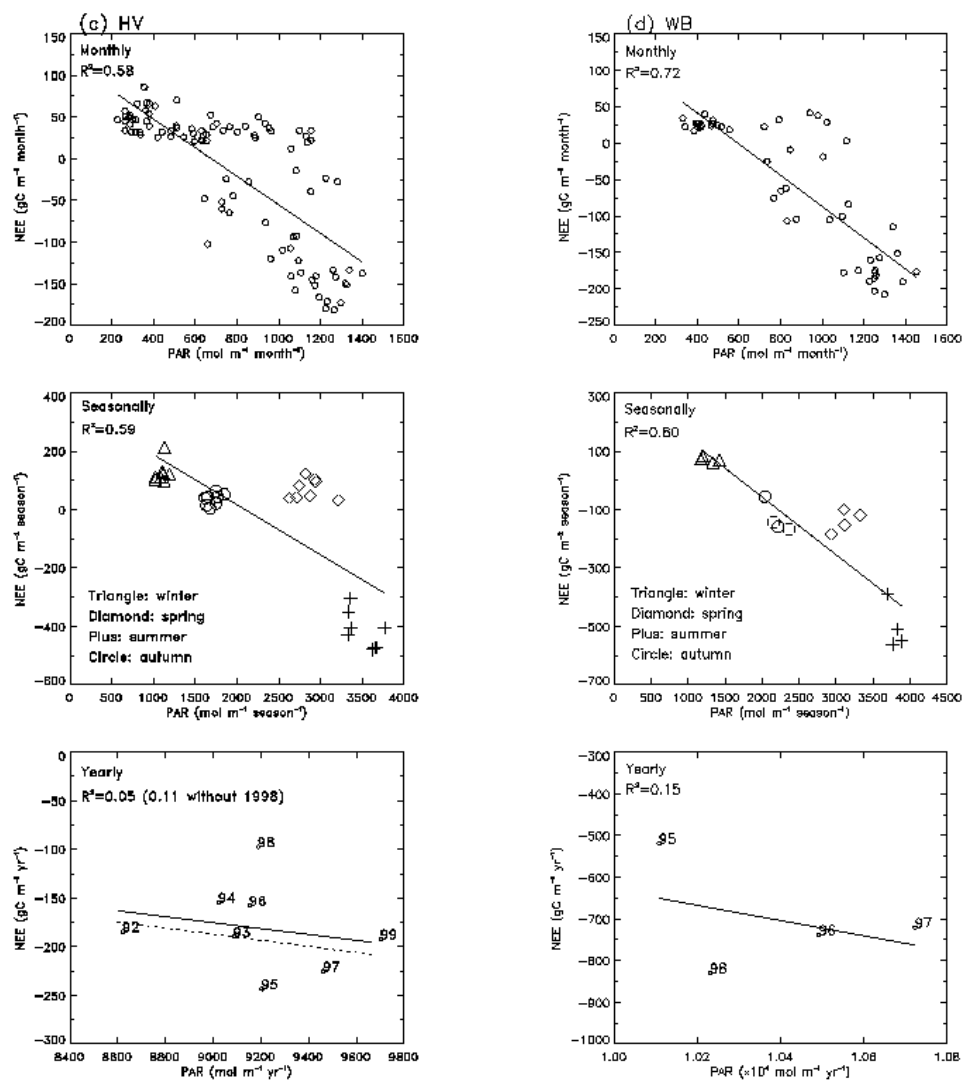 (c) HV
(d) WB
Monthly
R²=0.58
150
100
50
0
−50
−100
−150
−200
NEE (gC m⁻² month⁻¹)
0 200 400 600 800 1000 1200 1400 1600
PAR (mol m⁻² month⁻¹)
Monthly
R²=0.72
150
100
50
0
−50
−100
−150
−200
−250
NEE (gC m⁻² month⁻¹)
0 200 400 600 800 1000 1200 1400 1600
PAR (mol m⁻² month⁻¹)
Seasonally
R²=0.59
400
200
0
−200
−400
−600
NEE (gC m⁻² season⁻¹)
Triangle: winter
Diamond: spring
Plus: summer
Circle: autumn
0 500 1000 1500 2000 2500 3000 3500 4000
PAR (mol m⁻² season⁻¹)
Seasonally
R²=0.80
300
100
−100
−300
−500
−700
NEE (gC m⁻² season⁻¹)
Triangle: winter
Diamond: spring
Plus: summer
Circle: autumn
0 500 1000 1500 2000 2500 3000 3500 4000 4500
PAR (mol m⁻² season⁻¹)
Yearly
R²=0.05 (0.11 without 1998)
0
−50
−100
−150
−200
−250
−300
NEE (gC m⁻² yr⁻¹)
98
94
96
92
93
99
97
95
8400 8600 8800 9000 9200 9400 9600 9800
PAR (mol m⁻² yr⁻¹)
Yearly
R²=0.15
−300
−400
−500
−600
−700
−800
−900
−1000
NEE (gC m⁻² yr⁻¹)
95
97
96
98
1.00 1.02 1.04 1.06 1.08
PAR (×10⁴ mol m⁻² yr⁻¹)